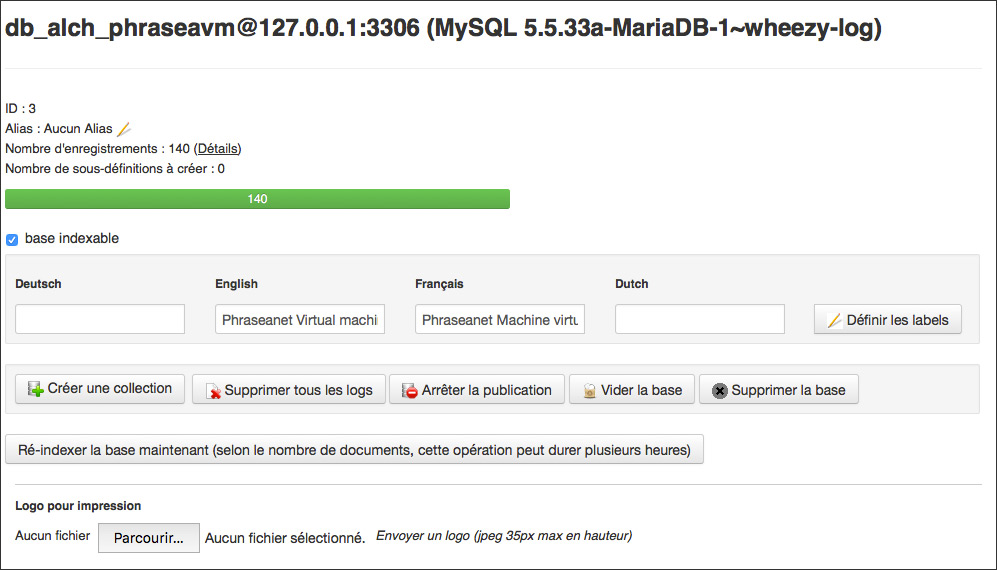 db_alch_phraseavm@127.0.0.1:3306 (MySQL 5.5.33a-MariaDB-1~wheezy-log)
ID : 3
Alias : Aucun Alias
Nombre d'enregistrements : 140 (Détails)
Nombre de sous-définitions à créer : 0
140
base indexable
Deutsch English Français Dutch
Phraseanet Virtual machi Phraseanet Machine virtu Définir les labels
Créer une collection Supprimer tous les logs Arrêter la publication Vider la base Supprimer la base
Ré-indexer la base maintenant (selon le nombre de documents, cette opération peut durer plusieurs heures)
Logo pour impression
Aucun fichier Parcourir... Aucun fichier sélectionné. Envoyer un logo (jpeg 35px max en hauteur)